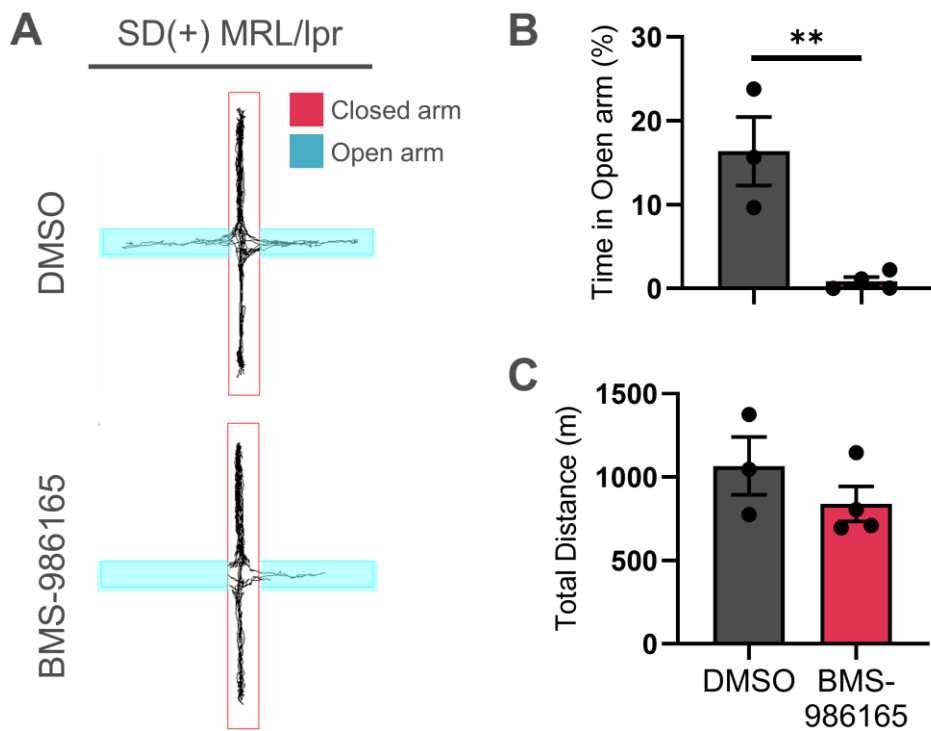 A
SD(+) MRL/lpr
Closed arm
Open arm
DMSO
BMS-986165
B
Time in Open arm (%)
30
20
10
0
**
C
Total Distance (m)
1500
1000
500
0
DMSO
BMS-
986165